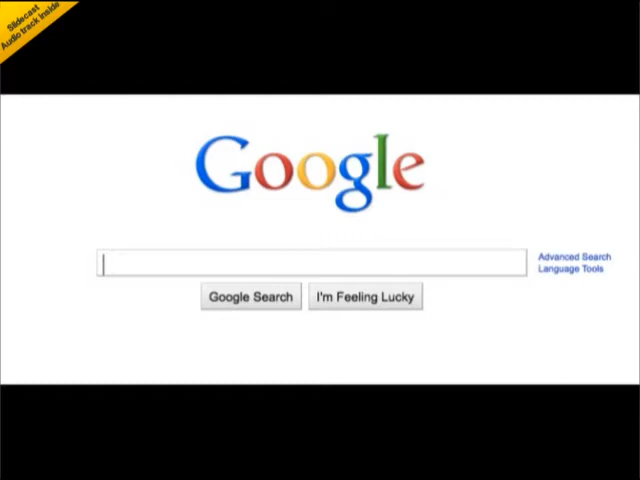 Slidecast
Audio track inside
Google
Advanced Search
Language Tools
Google Search
I'm Feeling Lucky